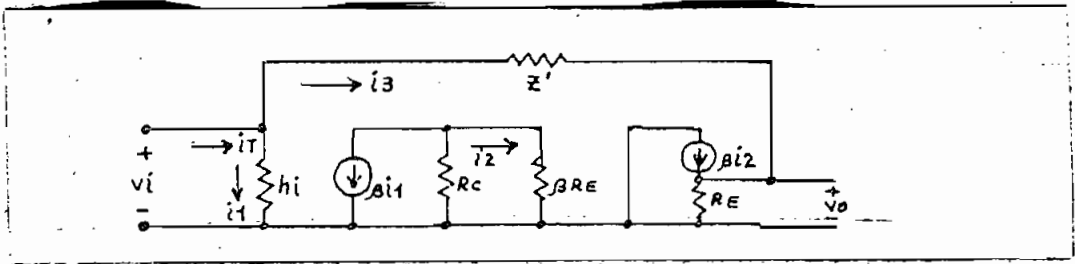 i3
Z'
+
iT
i2
βi2
vi
hi
βi1
Rc
βRE
RE
+
vo
-
i1